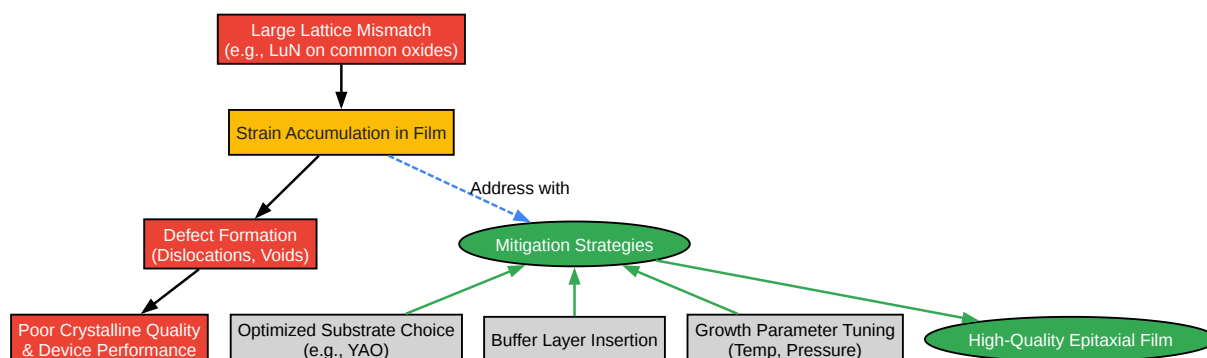 Large Lattice Mismatch
(e.g., LuN on common oxides)
Strain Accumulation in Film
Address with
Defect Formation
(Dislocations, Voids)
Mitigation Strategies
Poor Crystalline Quality
& Device Performance
Optimized Substrate Choice
(e.g., YAO)
Buffer Layer Insertion
Growth Parameter Tuning
(Temp, Pressure)
High-Quality Epitaxial Film